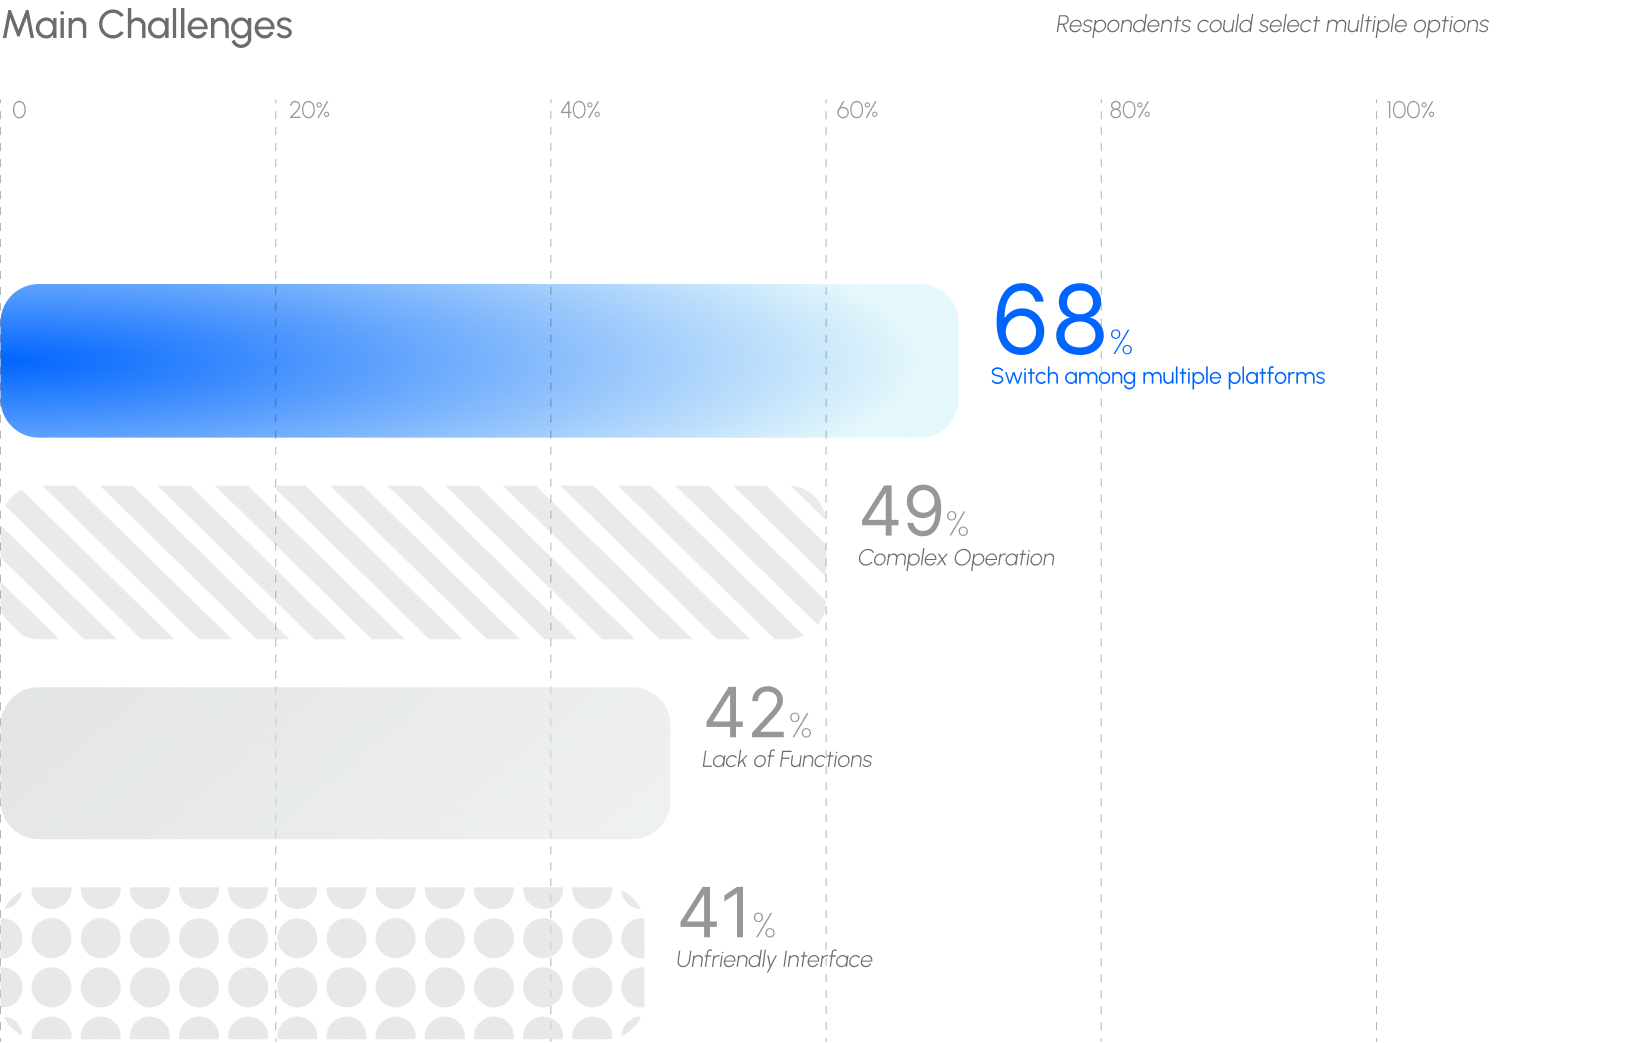 Main Challenges
Respondents could select multiple options
0 20% 40% 60% 80% 100%
68%
Switch among multiple platforms
49%
Complex Operation
42%
Lack of Functions
41%
Unfriendly Interface